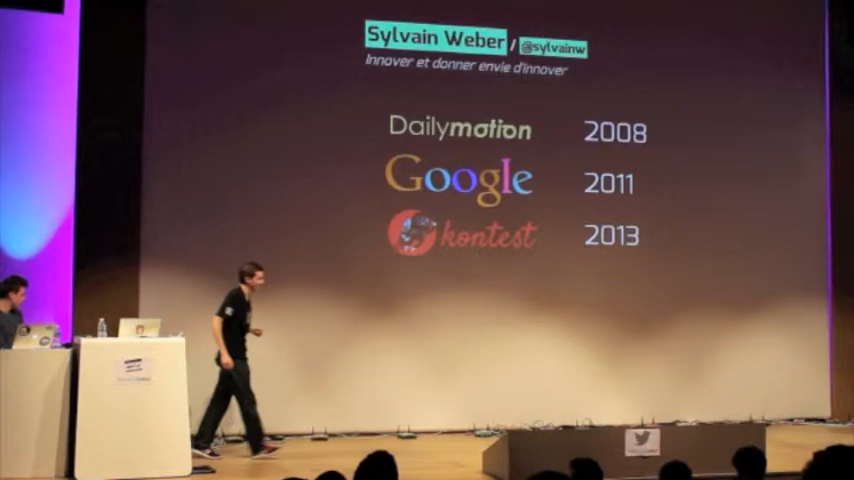 Sylvain Weber / @sylvainw
Innover et donner envie d'innover
Dailymotion 2008
Google 2011
kontest 2013